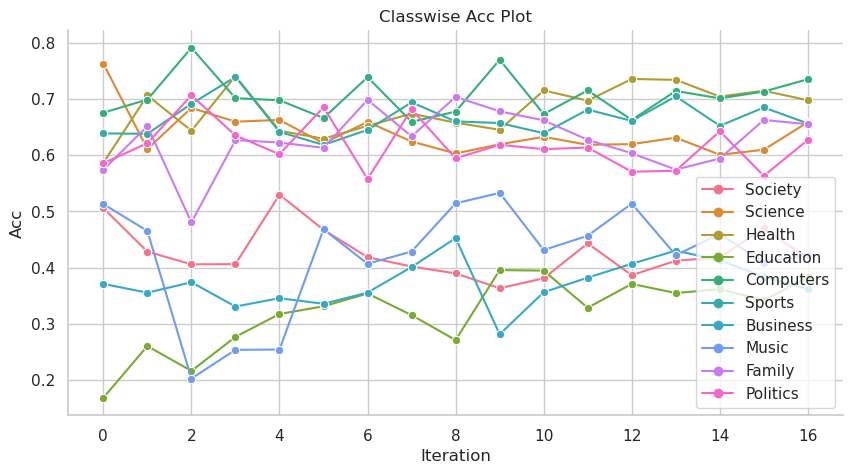 Classwise Acc Plot
0.8
0.7
0.6
0.5
0.4
0.3
0.2
Acc
0 2 4 6 8 10 12 14 16
Iteration
Society
Science
Health
Education
Computers
Sports
Business
Music
Family
Politics